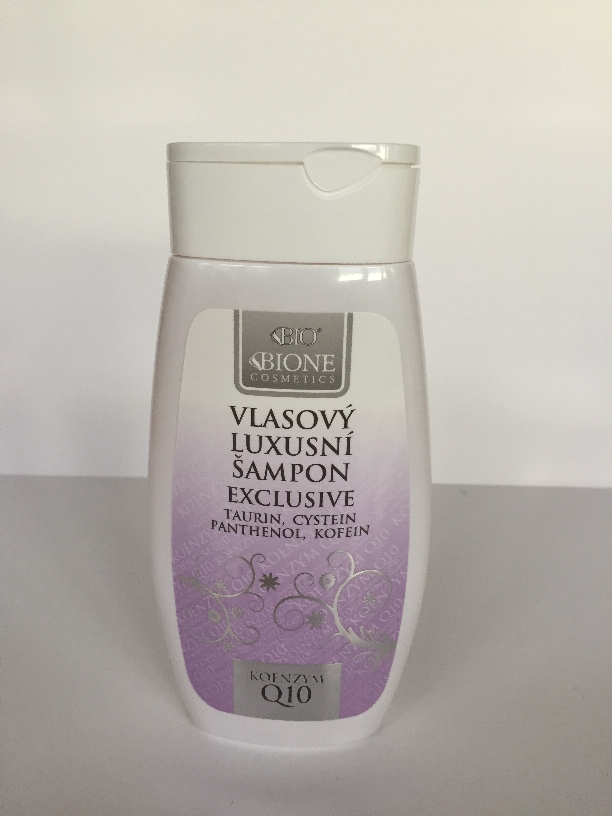 BIO
BIONE
COSMETICS
VLASOVÝ
LUXUSNÍ
ŠAMPON
EXCLUSIVE
TAURIN, CYSTEIN
PANTHENOL, KOFEIN
KOENZYM
Q10